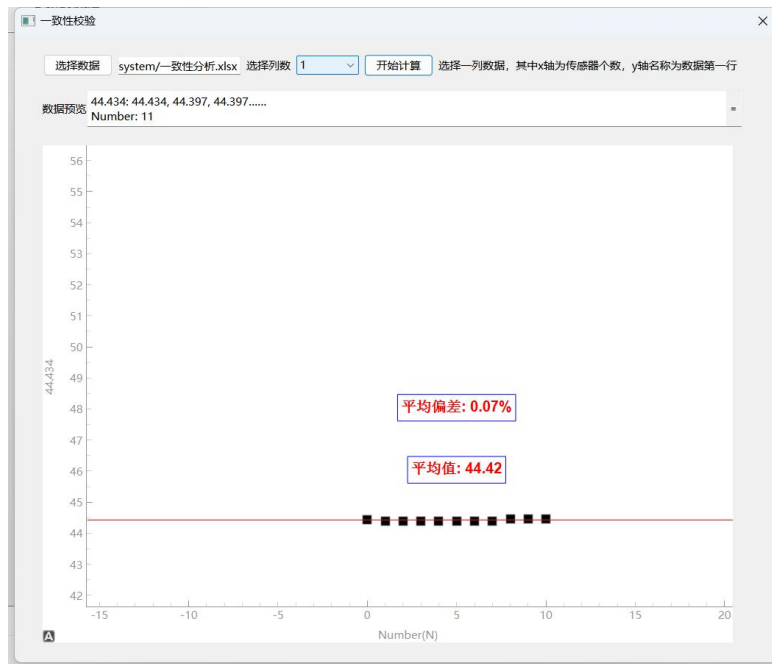 一致性校验
选择数据 system/一致性分析.xlsx 选择列数 1 开始计算 选择一列数据，其中x轴为传感器个数，y轴名称为数据第一行
数据预览
44.434: 44.434, 44.397, 44.397......
Number: 11
56
55
54
53
52
51
50
49
48
47
46
45
44
43
42
44.434
平均偏差: 0.07%
平均值: 44.42
-15 -10 -5 0 5 10 15 20
Number(N)
A